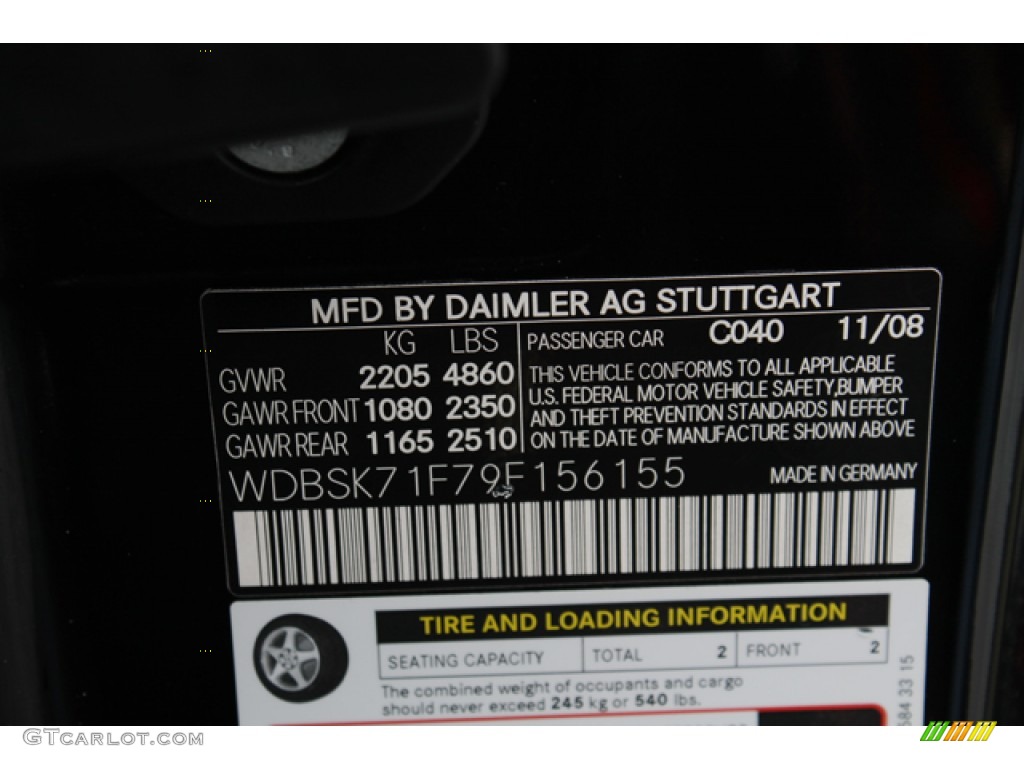 MFD BY DAIMLER AG STUTTGART
KG LBS
GVWR 2205 4860
GAWR FRONT 1080 2350
GAWR REAR 1165 2510
PASSENGER CAR C040 11/08
THIS VEHICLE CONFORMS TO ALL APPLICABLE
U.S. FEDERAL MOTOR VEHICLE SAFETY,BUMPER
AND THEFT PREVENTION STANDARDS IN EFFECT
ON THE DATE OF MANUFACTURE SHOWN ABOVE
WDBSK71F79F156155 MADE IN GERMANY
TIRE AND LOADING INFORMATION
SEATING CAPACITY TOTAL 2 FRONT 2
The combined weight of occupants and cargo
should never exceed 245 kg or 540 lbs.
584 33 15
GTCarlot.com